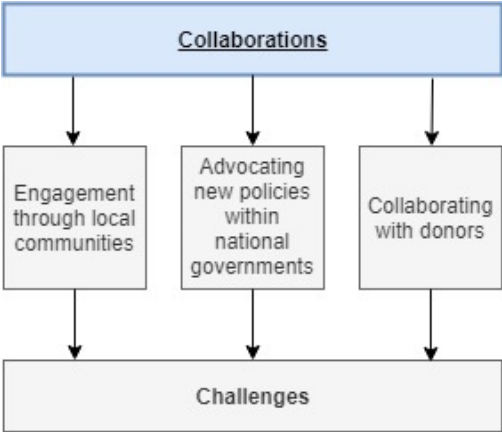 Collaborations
Engagement
through local
communities
Advocating
new policies
within
national
governments
Collaborating
with donors
Challenges